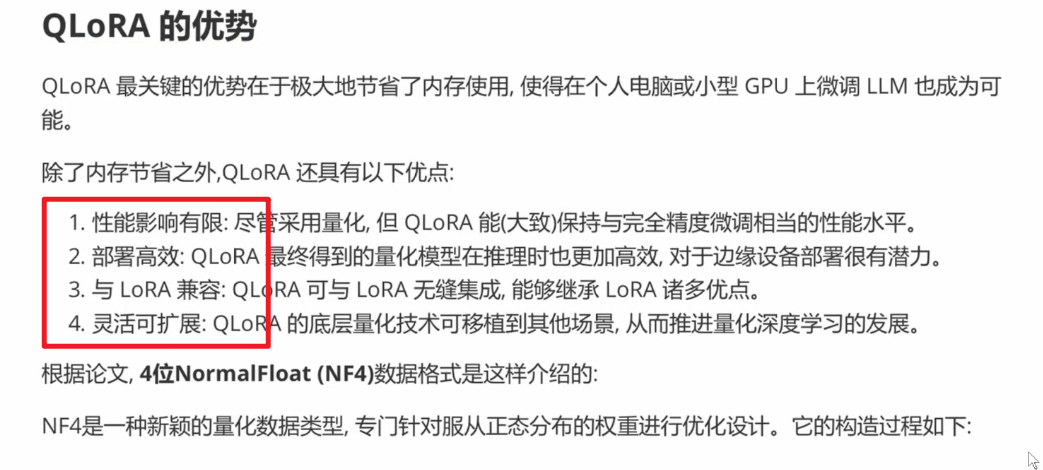 QLoRA 的优势
QLoRA 最关键的优势在于极大地节省了内存使用, 使得在个人电脑或小型 GPU 上微调 LLM 也成为可
能。
除了内存节省之外,QLoRA 还具有以下优点:
1. 性能影响有限: 尽管采用量化, 但 QLoRA 能(大致)保持与完全精度微调相当的性能水平。
2. 部署高效: QLoRA 最终得到的量化模型在推理时也更加高效, 对于边缘设备部署很有潜力。
3. 与 LoRA 兼容: QLoRA 可与 LoRA 无缝集成, 能够继承 LoRA 诸多优点。
4. 灵活可扩展: QLoRA 的底层量化技术可移植到其他场景, 从而推进量化深度学习的发展。
根据论文, 4位NormalFloat (NF4)数据格式是这样介绍的:
NF4是一种新颖的量化数据类型, 专门针对服从正态分布的权重进行优化设计。它的构造过程如下: